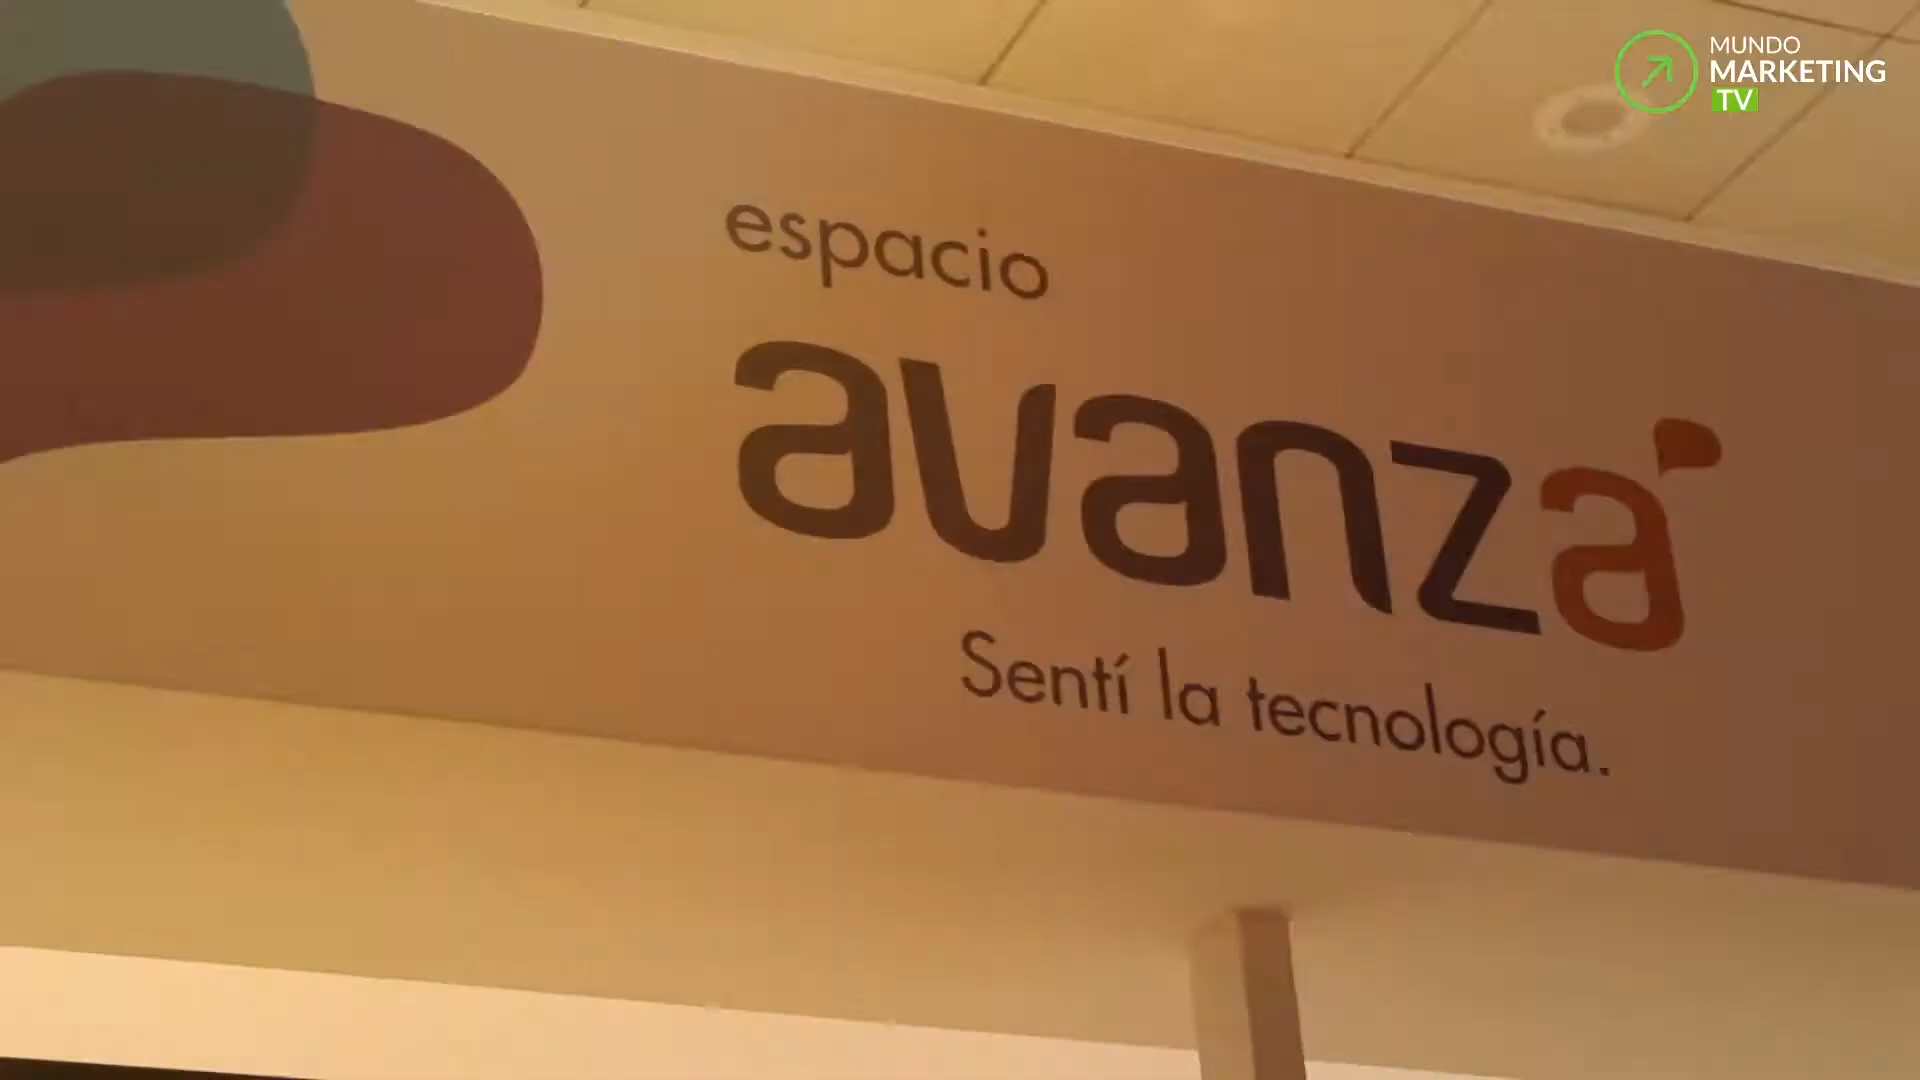 MUNDO
MARKETING
TV
espacio
avanza
Sentí la tecnología.